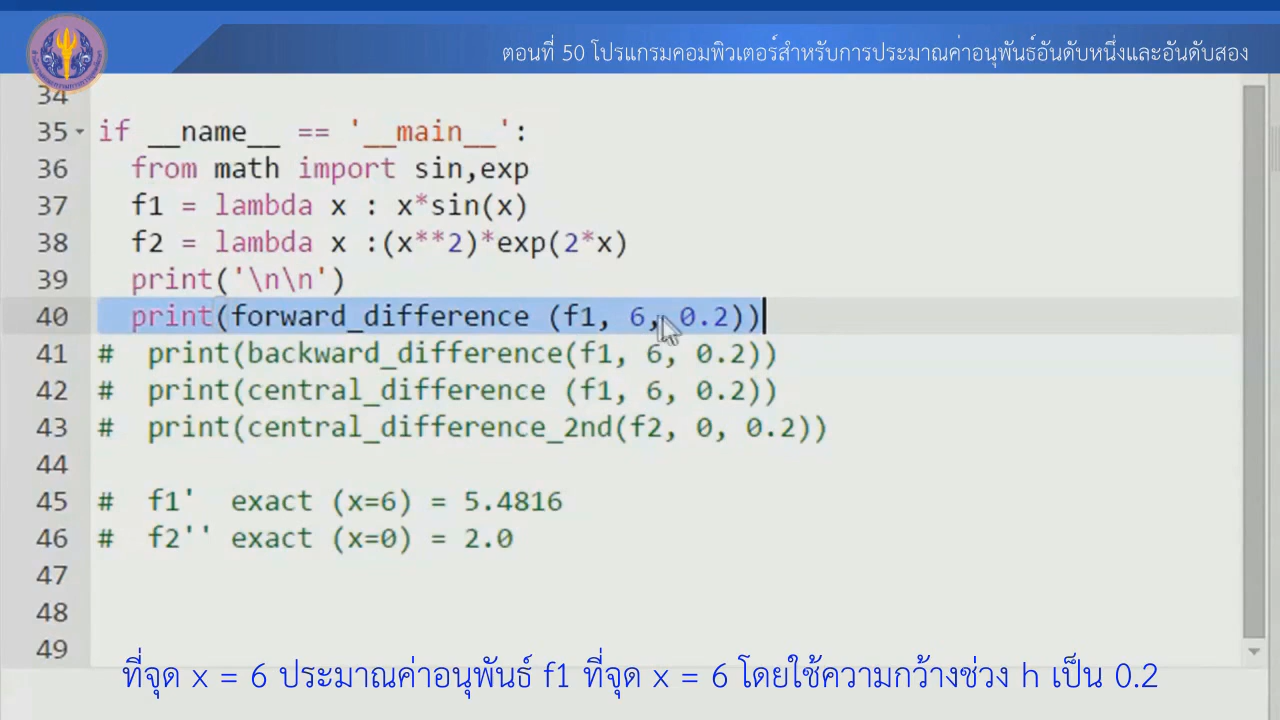 ตอนที่ 50 โปรแกรมคอมพิวเตอร์สำหรับการประมาณค่าอนุพันธ์อันดับหนึ่งและอันดับสอง
34
35 if __name__ == '__main__':
36 from math import sin,exp
37 f1 = lambda x : x*sin(x)
38 f2 = lambda x :(x**2)*exp(2*x)
39 print('\n\n')
40 print(forward_difference (f1, 6, 0.2))
41 # print(backward_difference(f1, 6, 0.2))
42 # print(central_difference (f1, 6, 0.2))
43 # print(central_difference_2nd(f2, 0, 0.2))
44
45 # f1' exact (x=6) = 5.4816
46 # f2'' exact (x=0) = 2.0
47
48
49
ที่จุด x = 6 ประมาณค่าอนุพันธ์ f1 ที่จุด x = 6 โดยใช้ความกว้างช่วง h เป็น 0.2